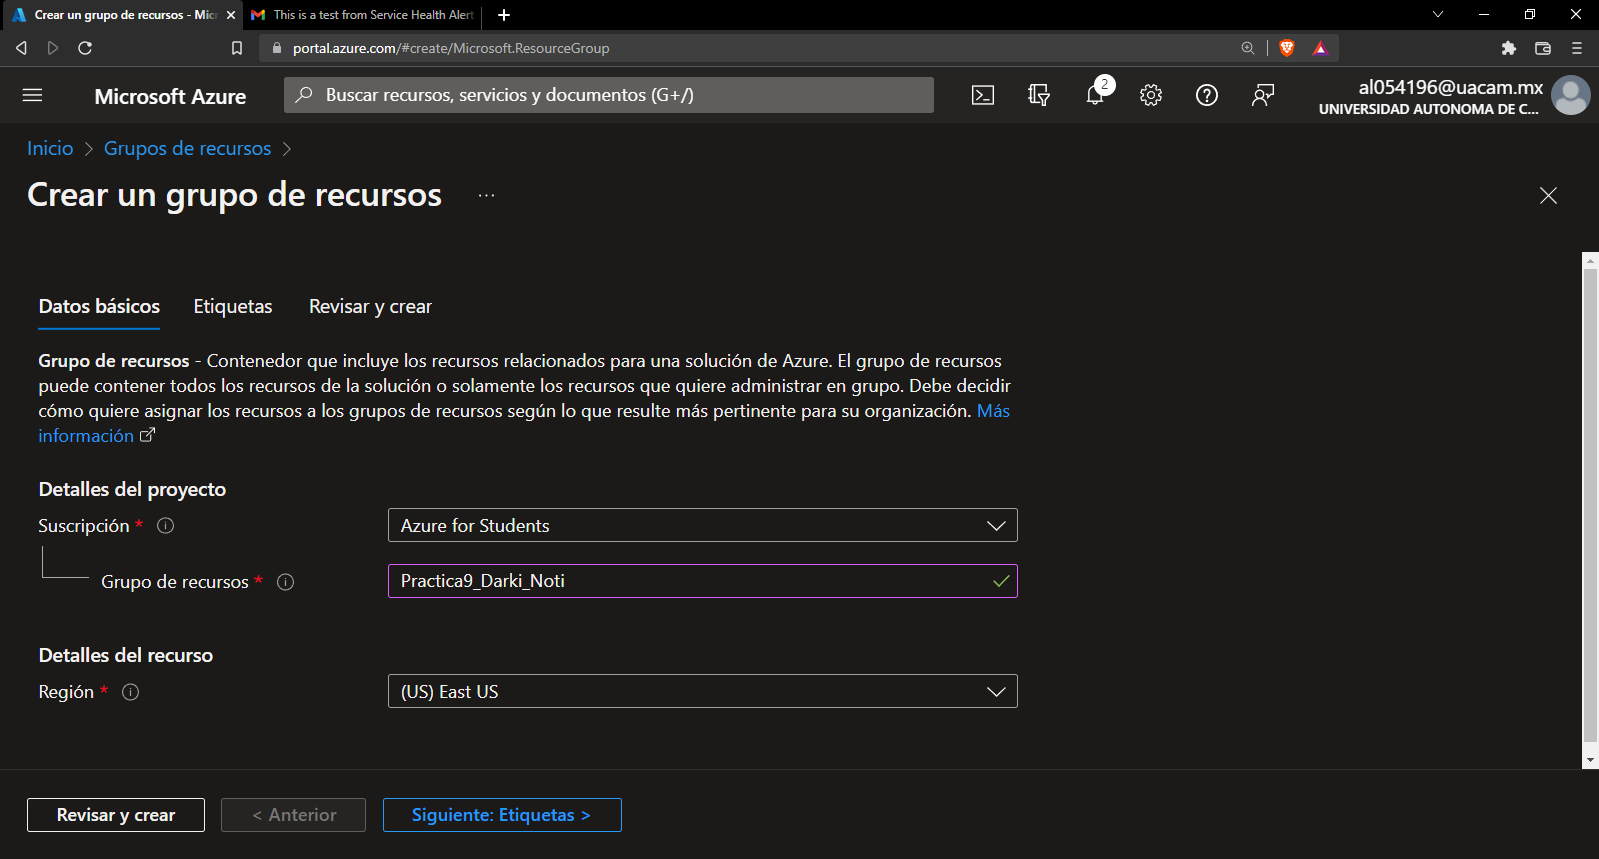 Crear un grupo de recursos - Mic
This is a test from Service Health Alert
portal.azure.com/#create/Microsoft.ResourceGroup
Microsoft Azure
Buscar recursos, servicios y documentos (G+/)
2
al054196@uacam.mx
UNIVERSIDAD AUTONOMA DE C...
Inicio > Grupos de recursos >
Crear un grupo de recursos ...
Datos básicos Etiquetas Revisar y crear
Grupo de recursos - Contenedor que incluye los recursos relacionados para una solución de Azure. El grupo de recursos
puede contener todos los recursos de la solución o solamente los recursos que quiere administrar en grupo. Debe decidir
cómo quiere asignar los recursos a los grupos de recursos según lo que resulte más pertinente para su organización. Más
información
Detalles del proyecto
Suscripción *
Azure for Students
Grupo de recursos *
Practica9_Darki_Noti
Detalles del recurso
Región *
(US) East US
Revisar y crear
< Anterior
Siguiente: Etiquetas >